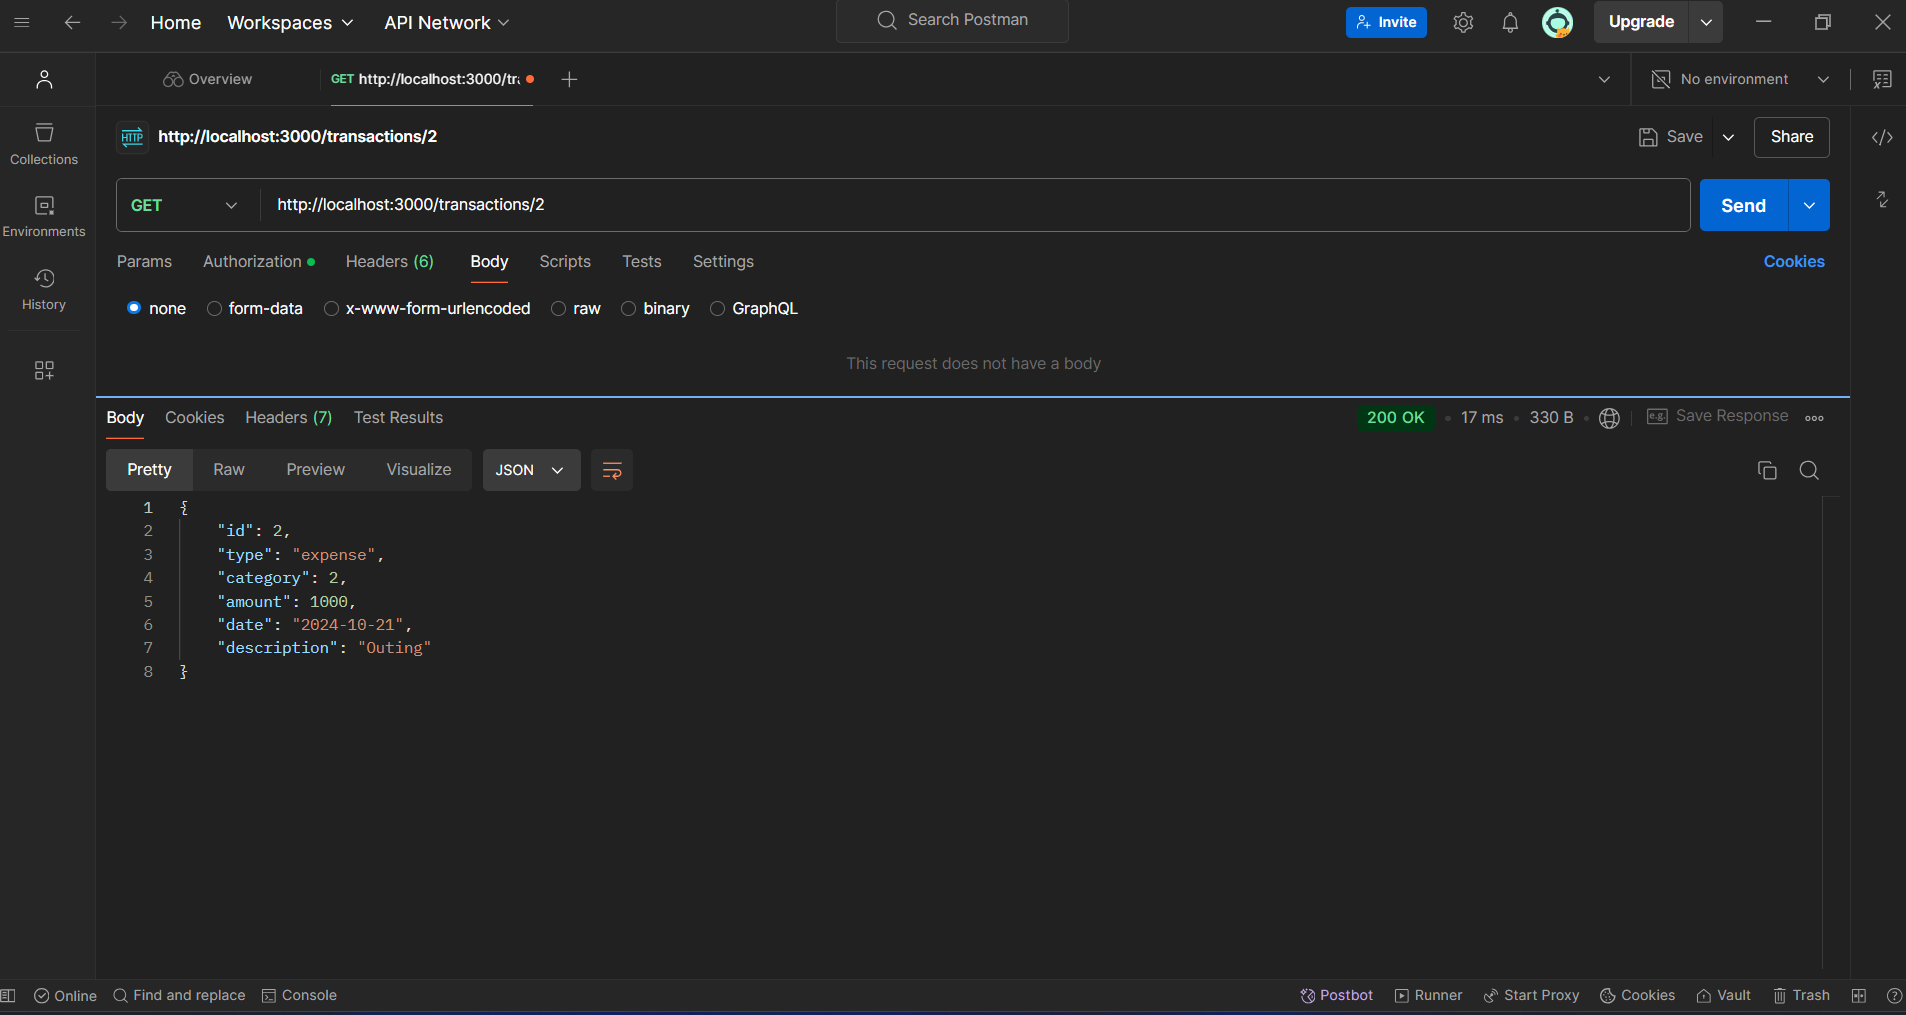 Home Workspaces API Network Search Postman Invite Upgrade
Overview GET http://localhost:3000/tra No environment
HTTP http://localhost:3000/transactions/2 Save Share
GET http://localhost:3000/transactions/2 Send
Params Authorization Headers (6) Body Scripts Tests Settings Cookies
none form-data x-www-form-urlencoded raw binary GraphQL
This request does not have a body
Collections
Environments
History
Body Cookies Headers (7) Test Results 200 OK 17 ms 330 B e.g. Save Response
Pretty Raw Preview Visualize JSON
1 {
2 "id": 2,
3 "type": "expense",
4 "category": 2,
5 "amount": 1000,
6 "date": "2024-10-21",
7 "description": "Outing"
8 }
Online Find and replace Console Postbot Runner Start Proxy Cookies Vault Trash